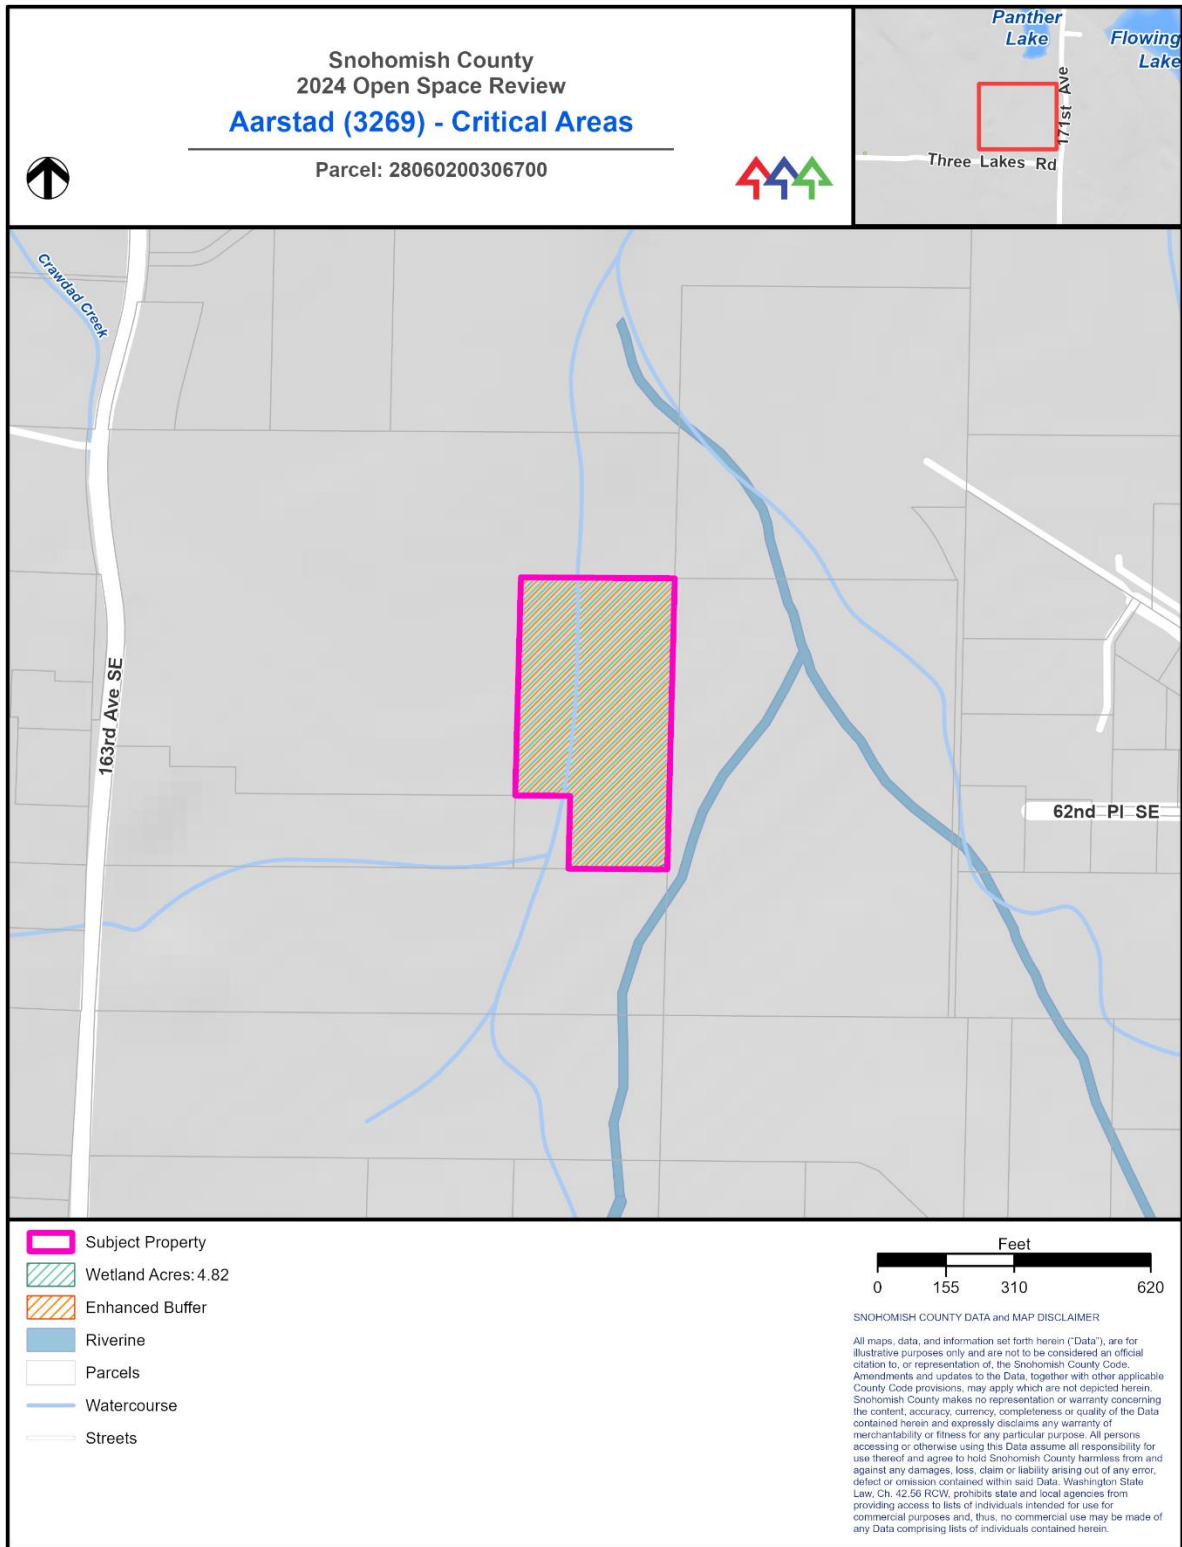 Snohomish County
2024 Open Space Review
Aarstad (3269) - Critical Areas
Parcel: 28060200306700
Panther
Lake
Flowing
Lake
171st Ave
Three Lakes Rd
Crawdad Creek
163rd Ave SE
62nd Pl SE
Subject Property
Wetland Acres: 4.82
Enhanced Buffer
Riverine
Parcels
Watercourse
Streets
Feet
0 155 310 620
SNOHOMISH COUNTY DATA and MAP DISCLAIMER
All maps, data, and information set forth herein ("Data"), are for
illustrative purposes only and are not to be considered an official
citation to, or representation of, the Snohomish County Code.
Amendments and updates to the Data, together with other applicable
County Code provisions, may apply which are not depicted herein.
Snohomish County makes no representation or warranty concerning
the content, accuracy, currency, completeness or quality of the Data
contained herein and expressly disclaims any warranty of
merchantability or fitness for any particular purpose. All persons
accessing or otherwise using this Data assume all responsibility for
use thereof and agree to hold Snohomish County harmless from and
against any damages, loss, claim or liability arising out of any error,
defect or omission contained within said Data. Washington State
Law, Ch. 42.56 RCW, prohibits state and local agencies from
providing access to lists of individuals intended for use for
commercial purposes and, thus, no commercial use may be made of
any Data comprising lists of individuals contained herein.